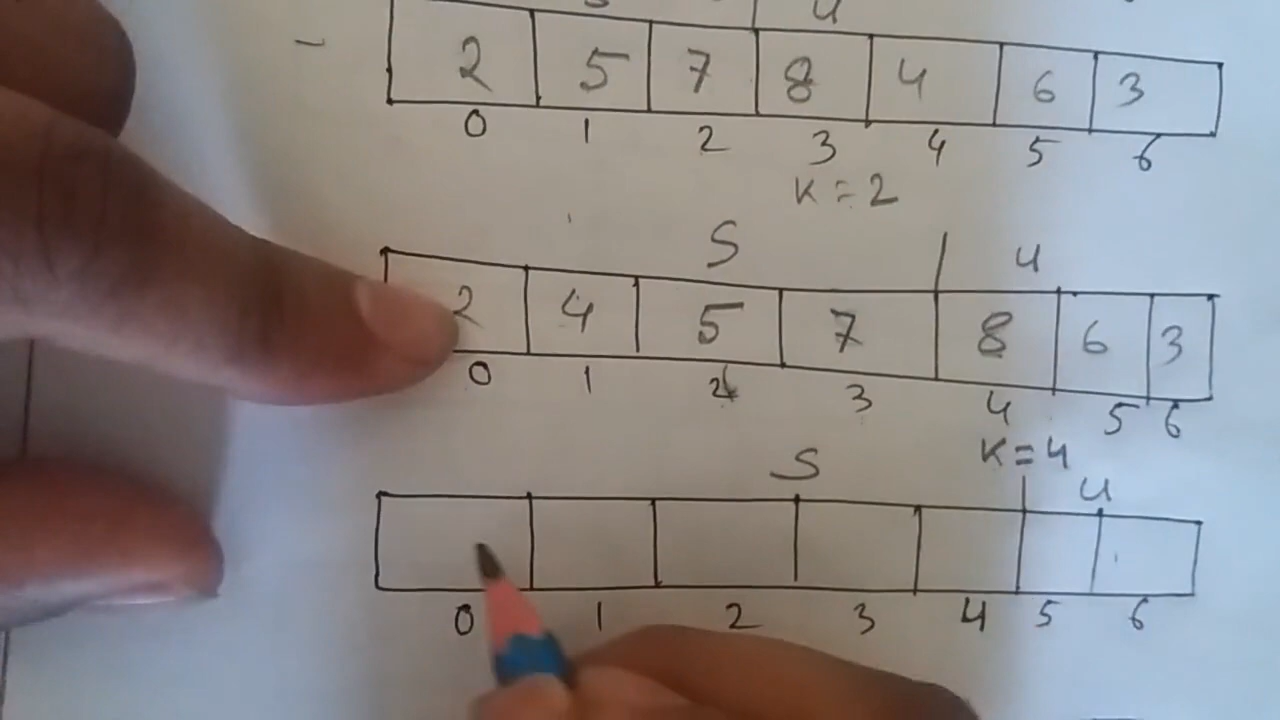 S u
2 5 7 8 4 6 3
0 1 2 3 4 5 6
K = 2
S u
2 4 5 7 8 6 3
0 1 2 3 4 5 6
K = 4
S u
0 1 2 3 4 5 6